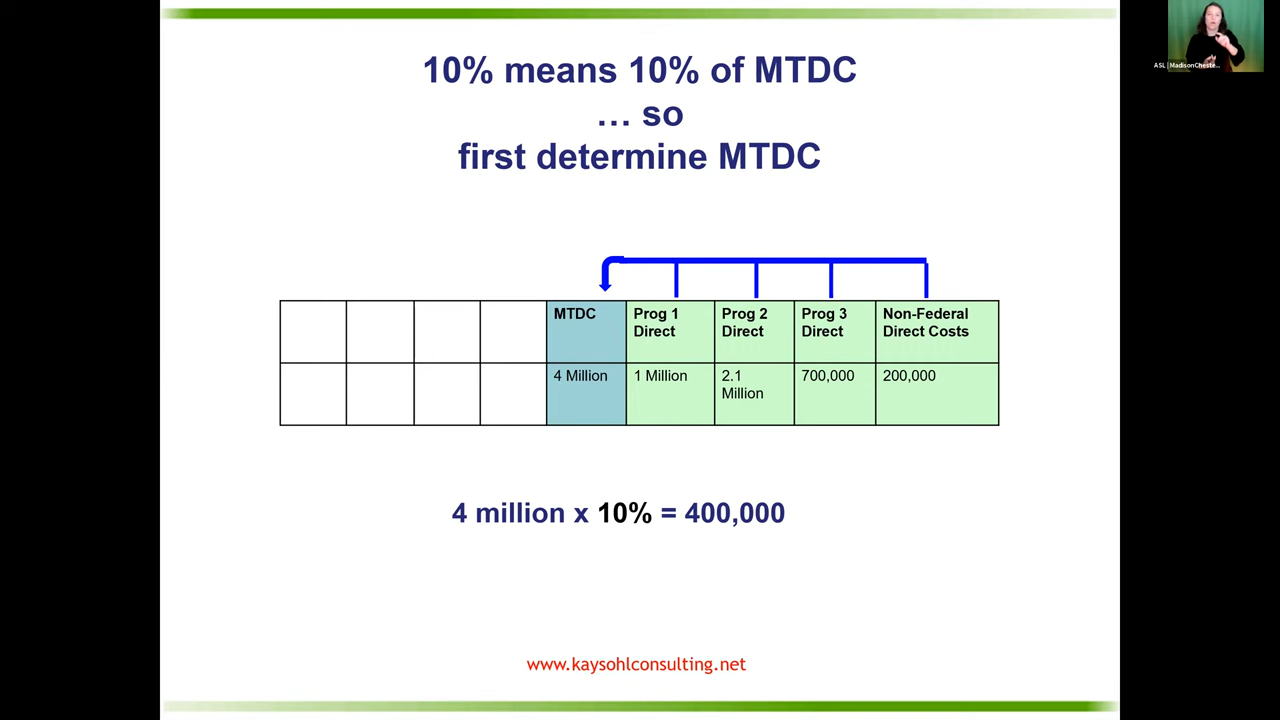 ASL | MadisonCheste...
10% means 10% of MTDC
... so
first determine MTDC
MTDC
Prog 1
Direct
Prog 2
Direct
Prog 3
Direct
Non-Federal
Direct Costs
4 Million
1 Million
2.1
Million
700,000
200,000
4 million x 10% = 400,000
www.kaysohlconsulting.net